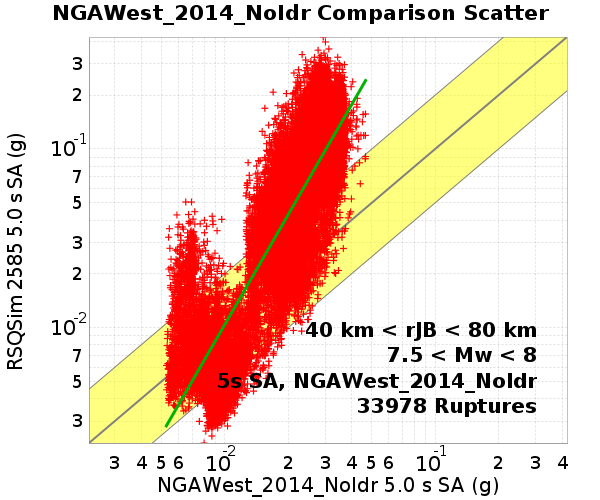 NGAWest_2014_NoIdr Comparison Scatter
RSQSim 2585 5.0 s SA (g)
3
2
10-1
7
5
3
2
10-2
7
5
3
40 km < rJB < 80 km
7.5 < Mw < 8
5s SA, NGAWest_2014_NoIdr
33978 Ruptures
3 4 5 6 10-2 2 3 4 5 6 10-1 2 3 4
NGAWest_2014_NoIdr 5.0 s SA (g)